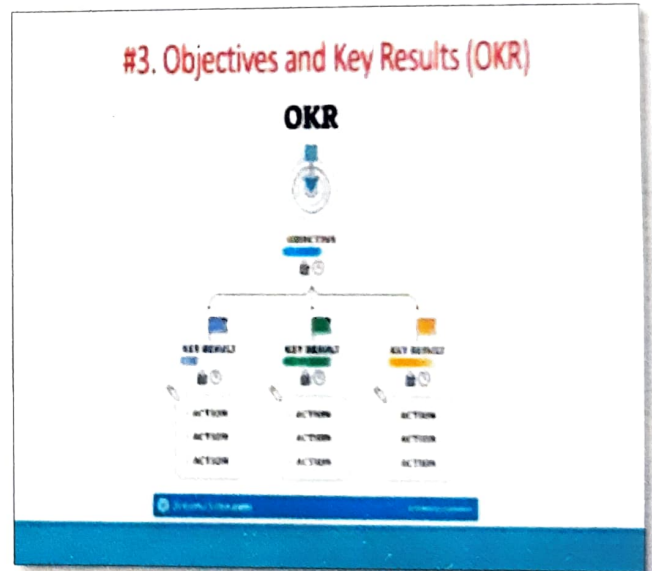 #3. Objectives and Key Results (OKR)
OKR
OBJECTIVE
KEY RESULT KEY RESULT KEY RESULT
ACTION ACTION ACTION
ACTION ACTION ACTION
ACTION ACTION ACTION